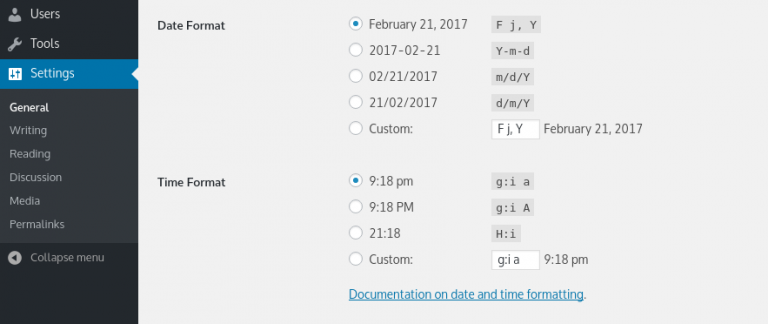 Users
Tools
Settings
General
Writing
Reading
Discussion
Media
Permalinks
Collapse menu
Date Format
February 21, 2017 F j, Y
2017-02-21 Y-m-d
02/21/2017 m/d/Y
21/02/2017 d/m/Y
Custom: F j, Y February 21, 2017
Time Format
9:18 pm g:i a
9:18 PM g:i A
21:18 H:i
Custom: g:i a 9:18 pm
Documentation on date and time formatting.